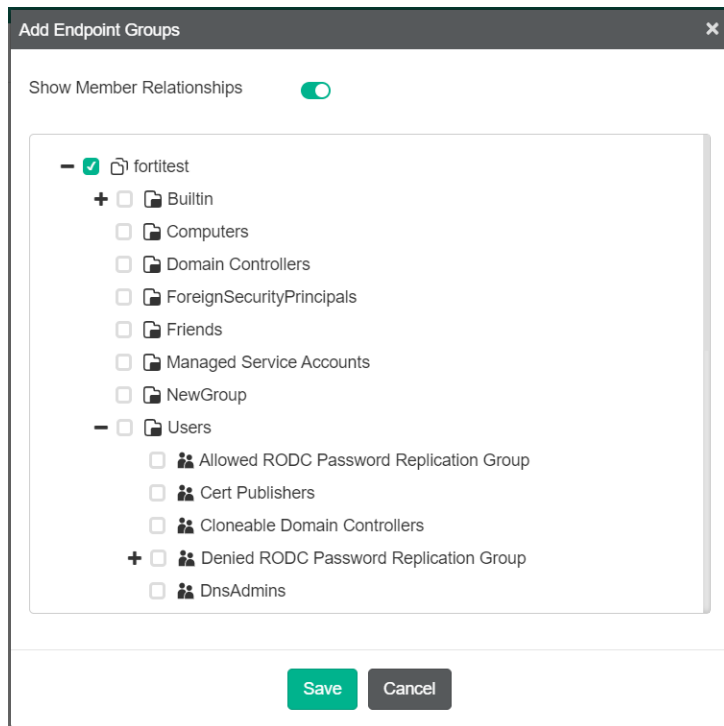 Add Endpoint Groups
Show Member Relationships
fortitest
Builtin
Computers
Domain Controllers
ForeignSecurityPrincipals
Friends
Managed Service Accounts
NewGroup
Users
Allowed RODC Password Replication Group
Cert Publishers
Cloneable Domain Controllers
Denied RODC Password Replication Group
DnsAdmins
Save Cancel